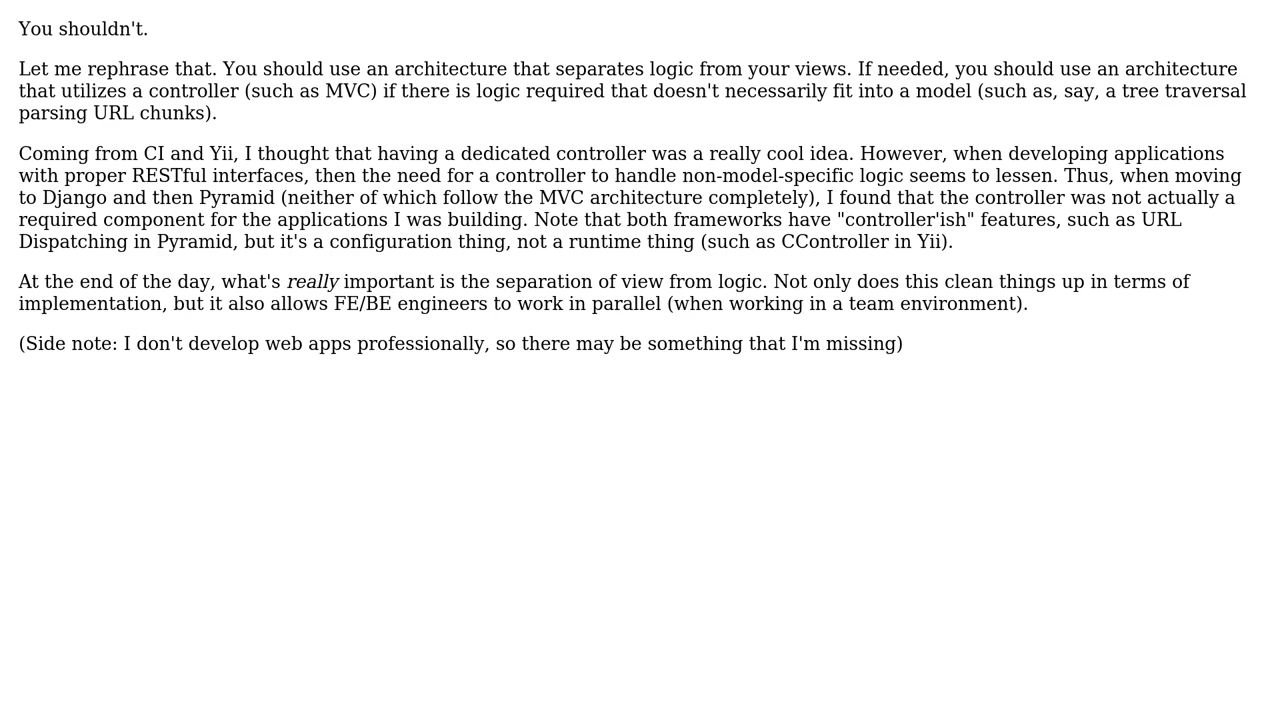 You shouldn't.
Let me rephrase that. You should use an architecture that separates logic from your views. If needed, you should use an architecture
that utilizes a controller (such as MVC) if there is logic required that doesn't necessarily fit into a model (such as, say, a tree traversal
parsing URL chunks).
Coming from CI and Yii, I thought that having a dedicated controller was a really cool idea. However, when developing applications
with proper RESTful interfaces, then the need for a controller to handle non-model-specific logic seems to lessen. Thus, when moving
to Django and then Pyramid (neither of which follow the MVC architecture completely), I found that the controller was not actually a
required component for the applications I was building. Note that both frameworks have "controller'ish" features, such as URL
Dispatching in Pyramid, but it's a configuration thing, not a runtime thing (such as CController in Yii).
At the end of the day, what's really important is the separation of view from logic. Not only does this clean things up in terms of
implementation, but it also allows FE/BE engineers to work in parallel (when working in a team environment).
(Side note: I don't develop web apps professionally, so there may be something that I'm missing)